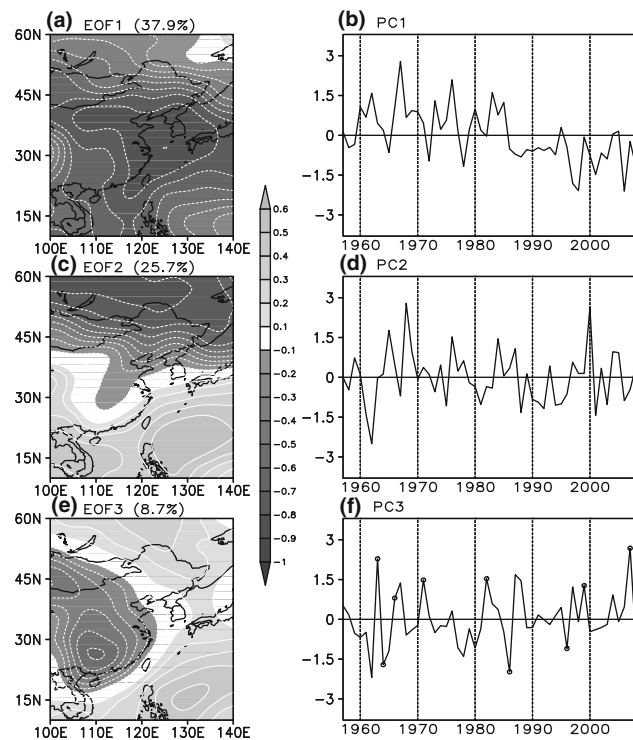 (a) EOF1 (37.9%)
60N
45N
30N
15N
100E 110E 120E 130E 140E
(b) PC1
3
1.5
0
-1.5
-3
1960 1970 1980 1990 2000
(c) EOF2 (25.7%)
60N
45N
30N
15N
100E 110E 120E 130E 140E
0.6
0.5
0.4
0.3
0.2
0.1
-0.1
-0.2
-0.3
-0.4
-0.5
-0.6
-0.7
-0.8
-0.9
-1
(d) PC2
3
1.5
0
-1.5
-3
1960 1970 1980 1990 2000
(e) EOF3 (8.7%)
60N
45N
30N
15N
100E 110E 120E 130E 140E
(f) PC3
3
1.5
0
-1.5
-3
1960 1970 1980 1990 2000